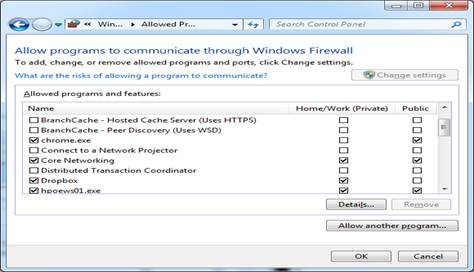 Win...
Allowed Pr...
Search Control Panel
Allow programs to communicate through Windows Firewall
To add, change, or remove allowed programs and ports, click Change settings.
What are the risks of allowing a program to communicate?
Change settings
Allowed programs and features:
Name Home/Work (Private) Public
BranchCache - Hosted Cache Server (Uses HTTPS)
BranchCache - Peer Discovery (Uses WSD)
chrome.exe
Connect to a Network Projector
Core Networking
Distributed Transaction Coordinator
Dropbox
hpoews01.exe
Details...
Remove
Allow another program...
OK
Cancel